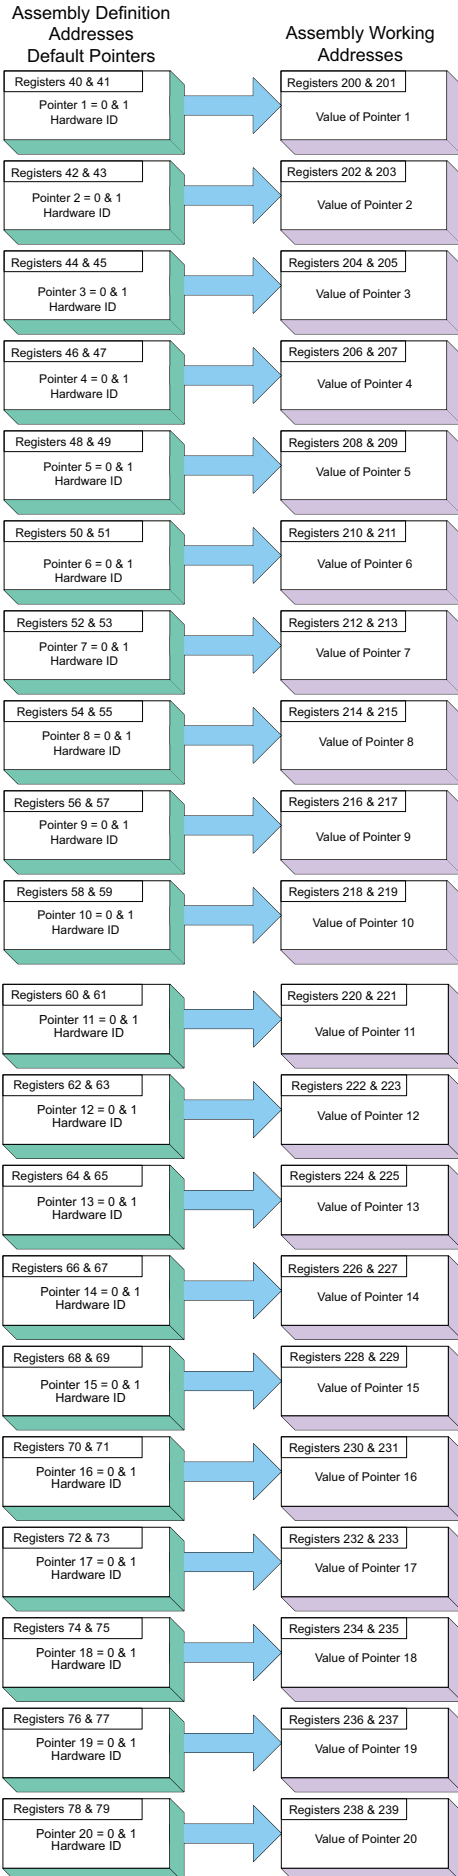 Assembly Definition
Addresses
Default Pointers
Assembly Working
Addresses
Registers 40 & 41
Pointer 1 = 0 & 1
Hardware ID
Registers 200 & 201
Value of Pointer 1
Registers 42 & 43
Pointer 2 = 0 & 1
Hardware ID
Registers 202 & 203
Value of Pointer 2
Registers 44 & 45
Pointer 3 = 0 & 1
Hardware ID
Registers 204 & 205
Value of Pointer 3
Registers 46 & 47
Pointer 4 = 0 & 1
Hardware ID
Registers 206 & 207
Value of Pointer 4
Registers 48 & 49
Pointer 5 = 0 & 1
Hardware ID
Registers 208 & 209
Value of Pointer 5
Registers 50 & 51
Pointer 6 = 0 & 1
Hardware ID
Registers 210 & 211
Value of Pointer 6
Registers 52 & 53
Pointer 7 = 0 & 1
Hardware ID
Registers 212 & 213
Value of Pointer 7
Registers 54 & 55
Pointer 8 = 0 & 1
Hardware ID
Registers 214 & 215
Value of Pointer 8
Registers 56 & 57
Pointer 9 = 0 & 1
Hardware ID
Registers 216 & 217
Value of Pointer 9
Registers 58 & 59
Pointer 10 = 0 & 1
Hardware ID
Registers 218 & 219
Value of Pointer 10
Registers 60 & 61
Pointer 11 = 0 & 1
Hardware ID
Registers 220 & 221
Value of Pointer 11
Registers 62 & 63
Pointer 12 = 0 & 1
Hardware ID
Registers 222 & 223
Value of Pointer 12
Registers 64 & 65
Pointer 13 = 0 & 1
Hardware ID
Registers 224 & 225
Value of Pointer 13
Registers 66 & 67
Pointer 14 = 0 & 1
Hardware ID
Registers 226 & 227
Value of Pointer 14
Registers 68 & 69
Pointer 15 = 0 & 1
Hardware ID
Registers 228 & 229
Value of Pointer 15
Registers 70 & 71
Pointer 16 = 0 & 1
Hardware ID
Registers 230 & 231
Value of Pointer 16
Registers 72 & 73
Pointer 17 = 0 & 1
Hardware ID
Registers 232 & 233
Value of Pointer 17
Registers 74 & 75
Pointer 18 = 0 & 1
Hardware ID
Registers 234 & 235
Value of Pointer 18
Registers 76 & 77
Pointer 19 = 0 & 1
Hardware ID
Registers 236 & 237
Value of Pointer 19
Registers 78 & 79
Pointer 20 = 0 & 1
Hardware ID
Registers 238 & 239
Value of Pointer 20